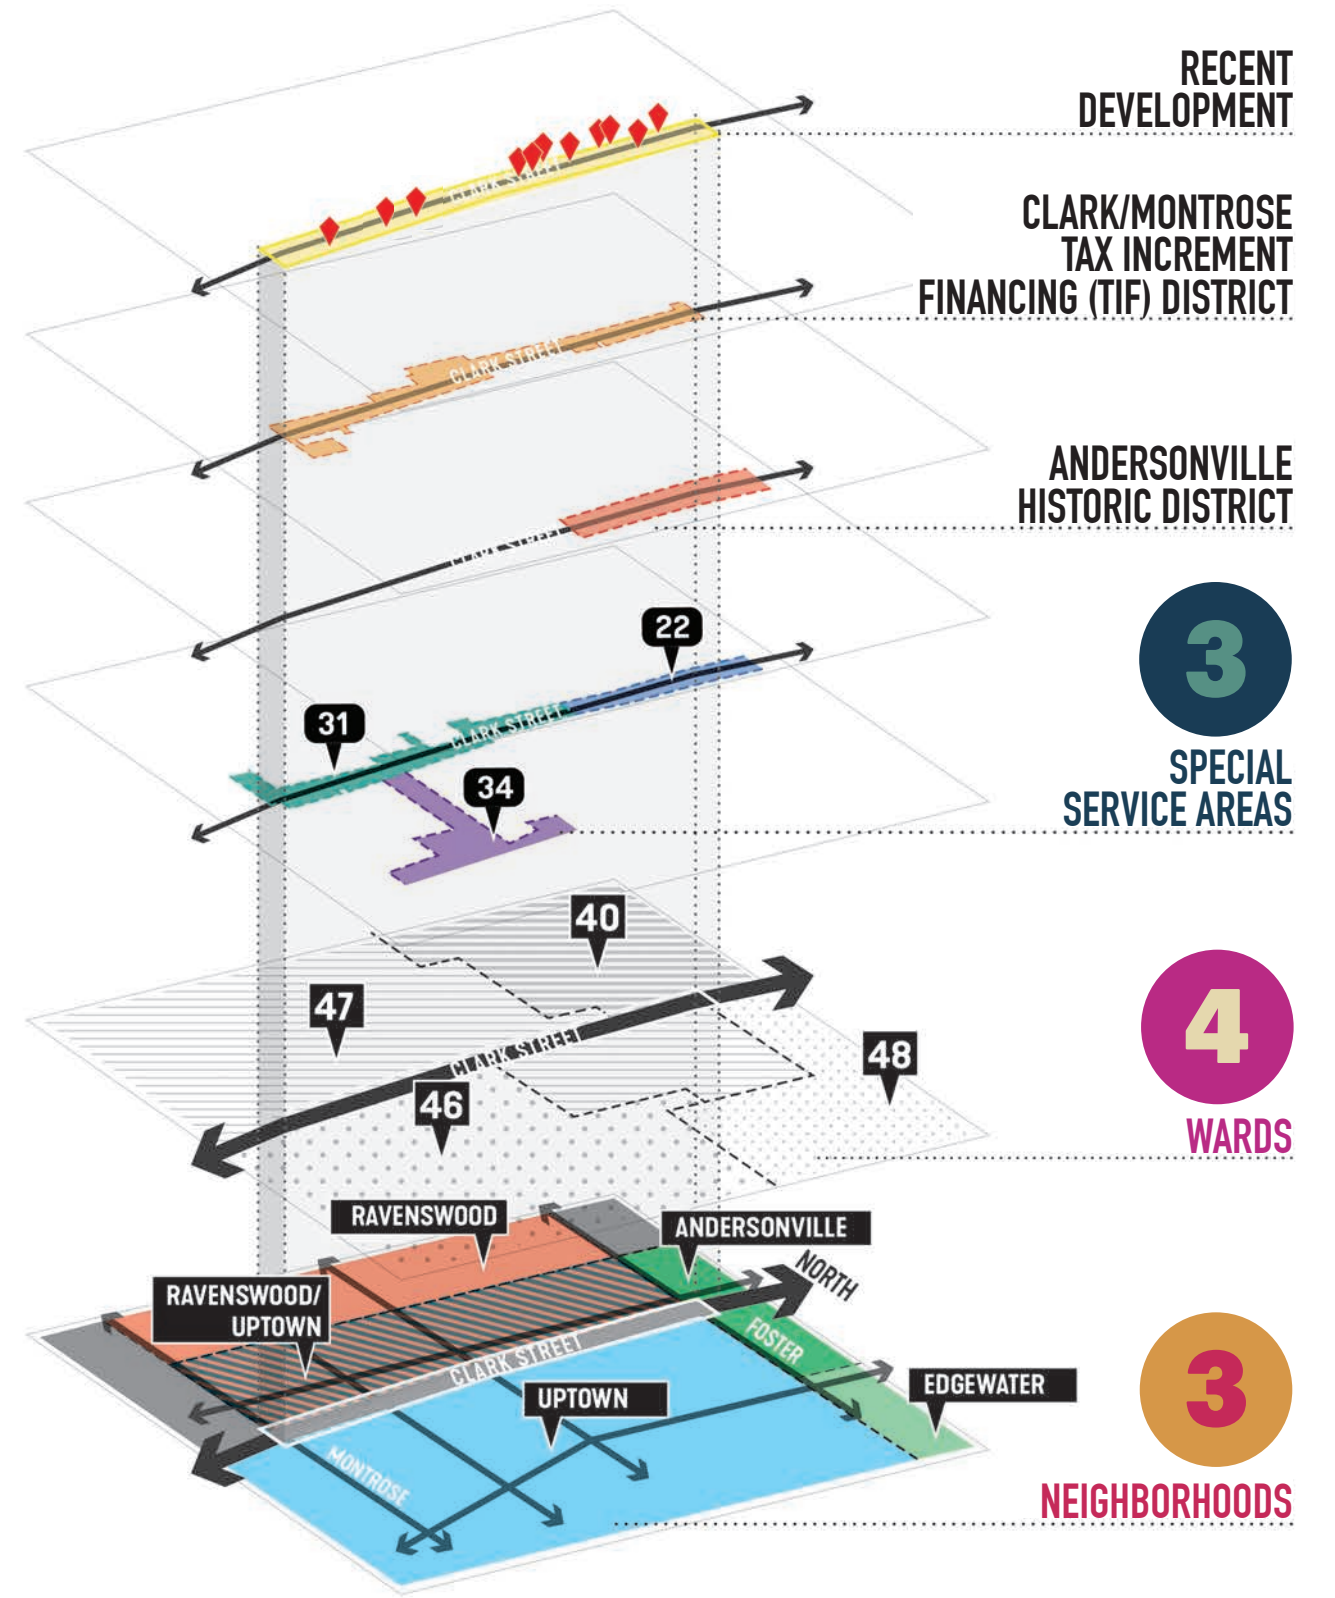 RECENT
DEVELOPMENT
CLARK STREET
CLARK/MONTROSE
TAX INCREMENT
FINANCING (TIF) DISTRICT
CLARK STREET
ANDERSONVILLE
HISTORIC DISTRICT
CLARK STREET
3
SPECIAL
SERVICE AREAS
22
31
CLARK STREET
34
40
47
CLARK STREET
48
46
4
WARDS
RAVENSWOOD
ANDERSONVILLE
NORTH
RAVENSWOOD/
UPTOWN
FOSTER
CLARK STREET
EDGEWATER
UPTOWN
MONTROSE
3
NEIGHBORHOODS